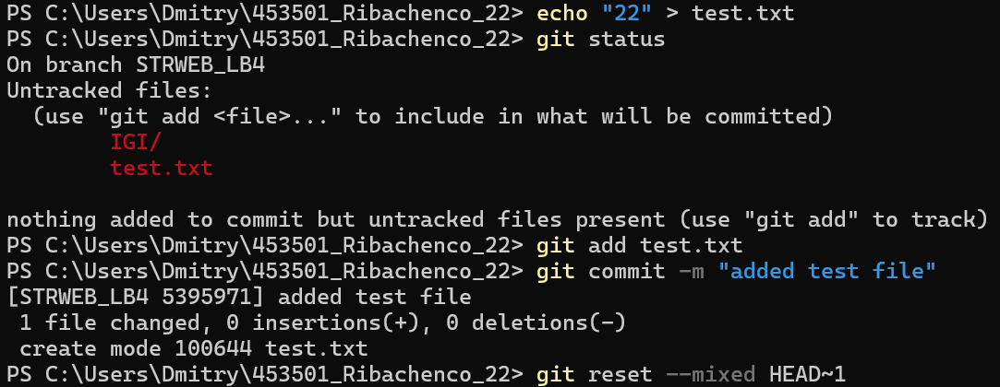 PS C:\Users\Dmitry\453501_Ribachenco_22> echo "22" > test.txt
PS C:\Users\Dmitry\453501_Ribachenco_22> git status
On branch STRWEB_LB4
Untracked files:
  (use "git add <file>..." to include in what will be committed)
        IGI/
        test.txt

nothing added to commit but untracked files present (use "git add" to track)
PS C:\Users\Dmitry\453501_Ribachenco_22> git add test.txt
PS C:\Users\Dmitry\453501_Ribachenco_22> git commit -m "added test file"
[STRWEB_LB4 5395971] added test file
 1 file changed, 0 insertions(+), 0 deletions(-)
 create mode 100644 test.txt
PS C:\Users\Dmitry\453501_Ribachenco_22> git reset --mixed HEAD~1